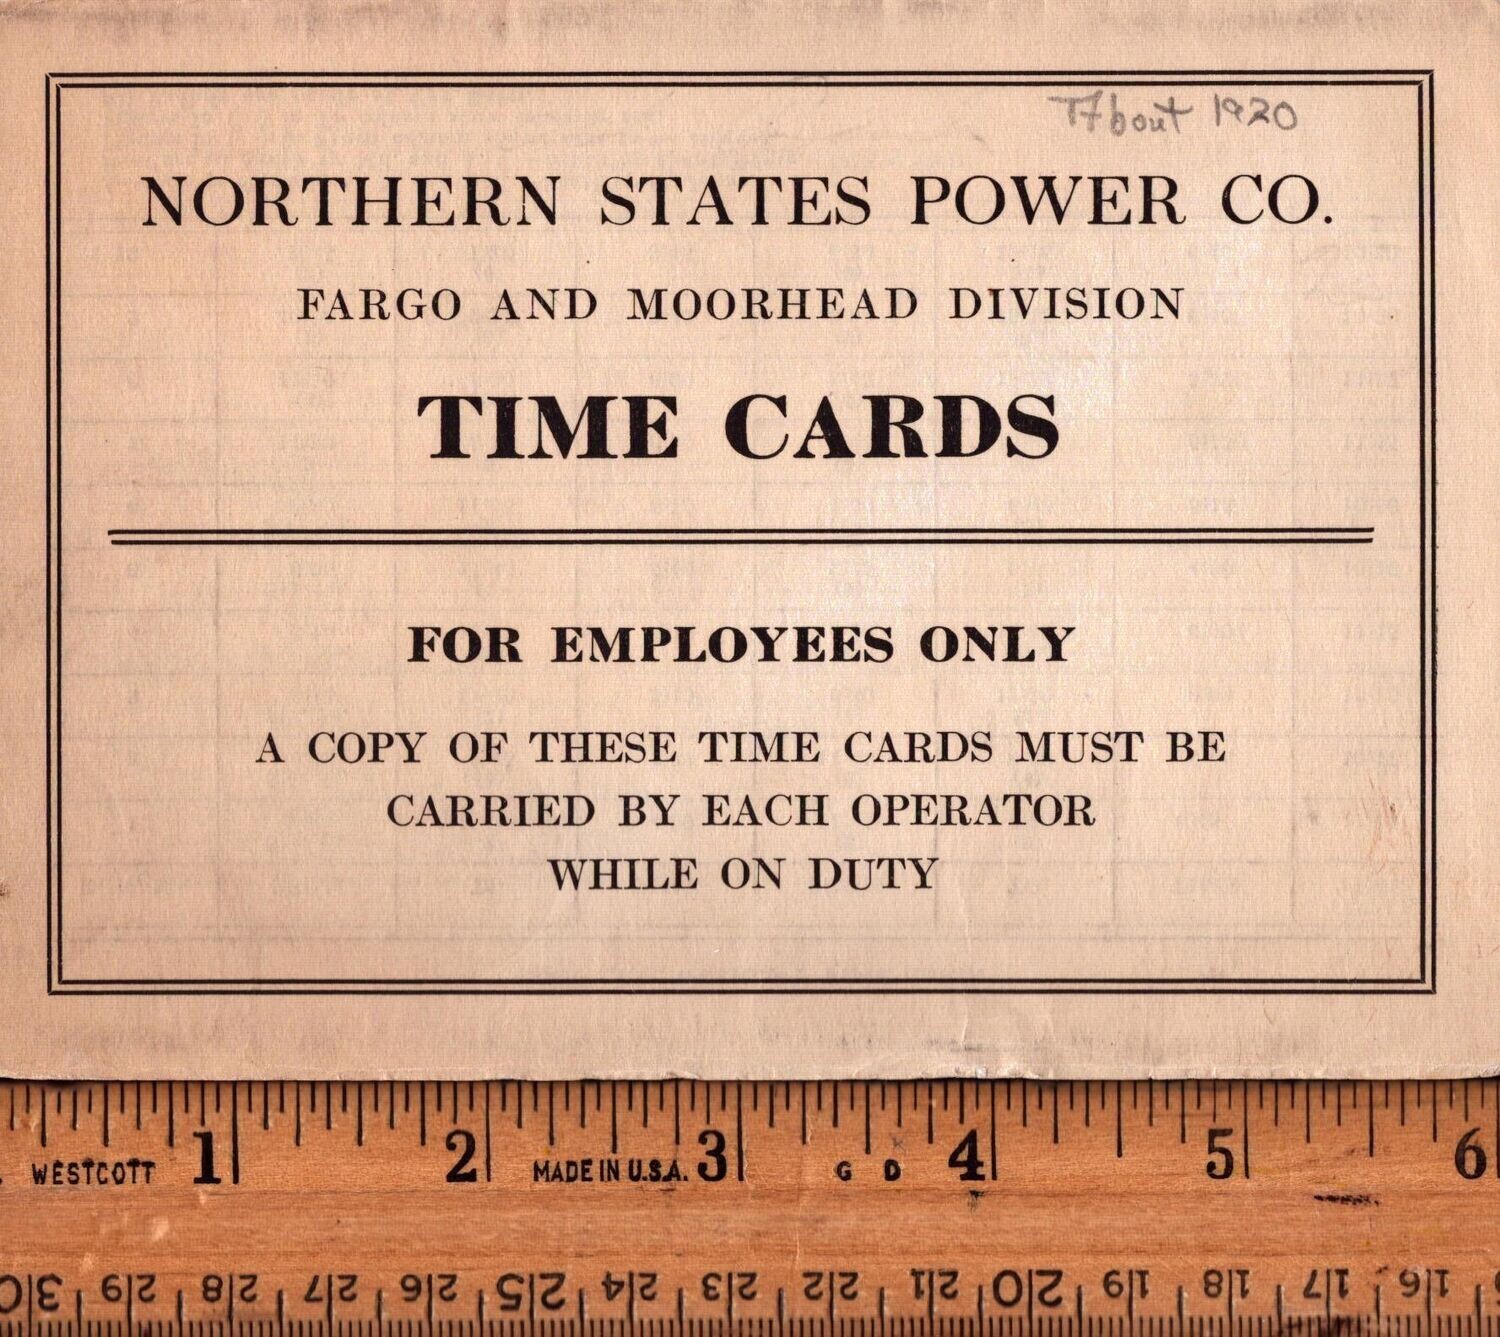 About 1920
NORTHERN STATES POWER CO.
FARGO AND MOORHEAD DIVISION
TIME CARDS
FOR EMPLOYEES ONLY
A COPY OF THESE TIME CARDS MUST BE
CARRIED BY EACH OPERATOR
WHILE ON DUTY
1 2 3 4 5 6
WESTCOTT MADE IN U.S.A. G D
30 29 28 27 26 25 24 23 22 21 20 19 18 17 16